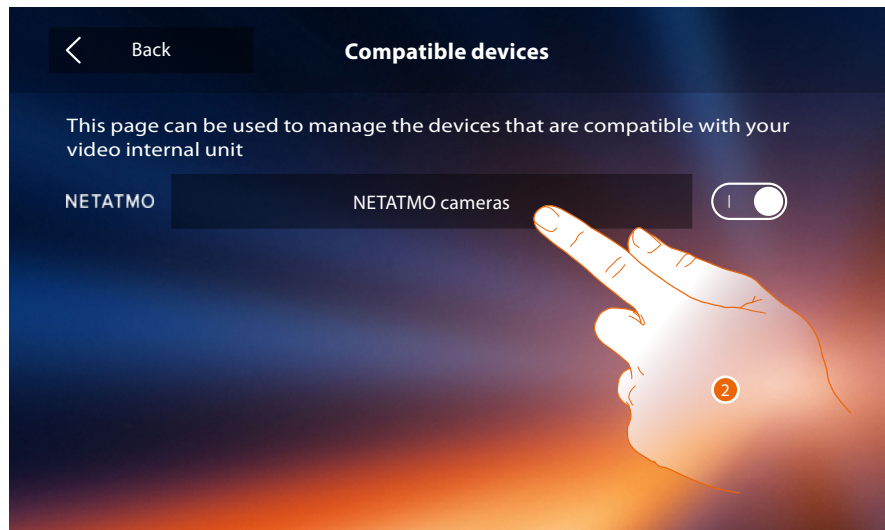 Back
Compatible devices
This page can be used to manage the devices that are compatible with your
video internal unit
NETATMO
NETATMO cameras
2